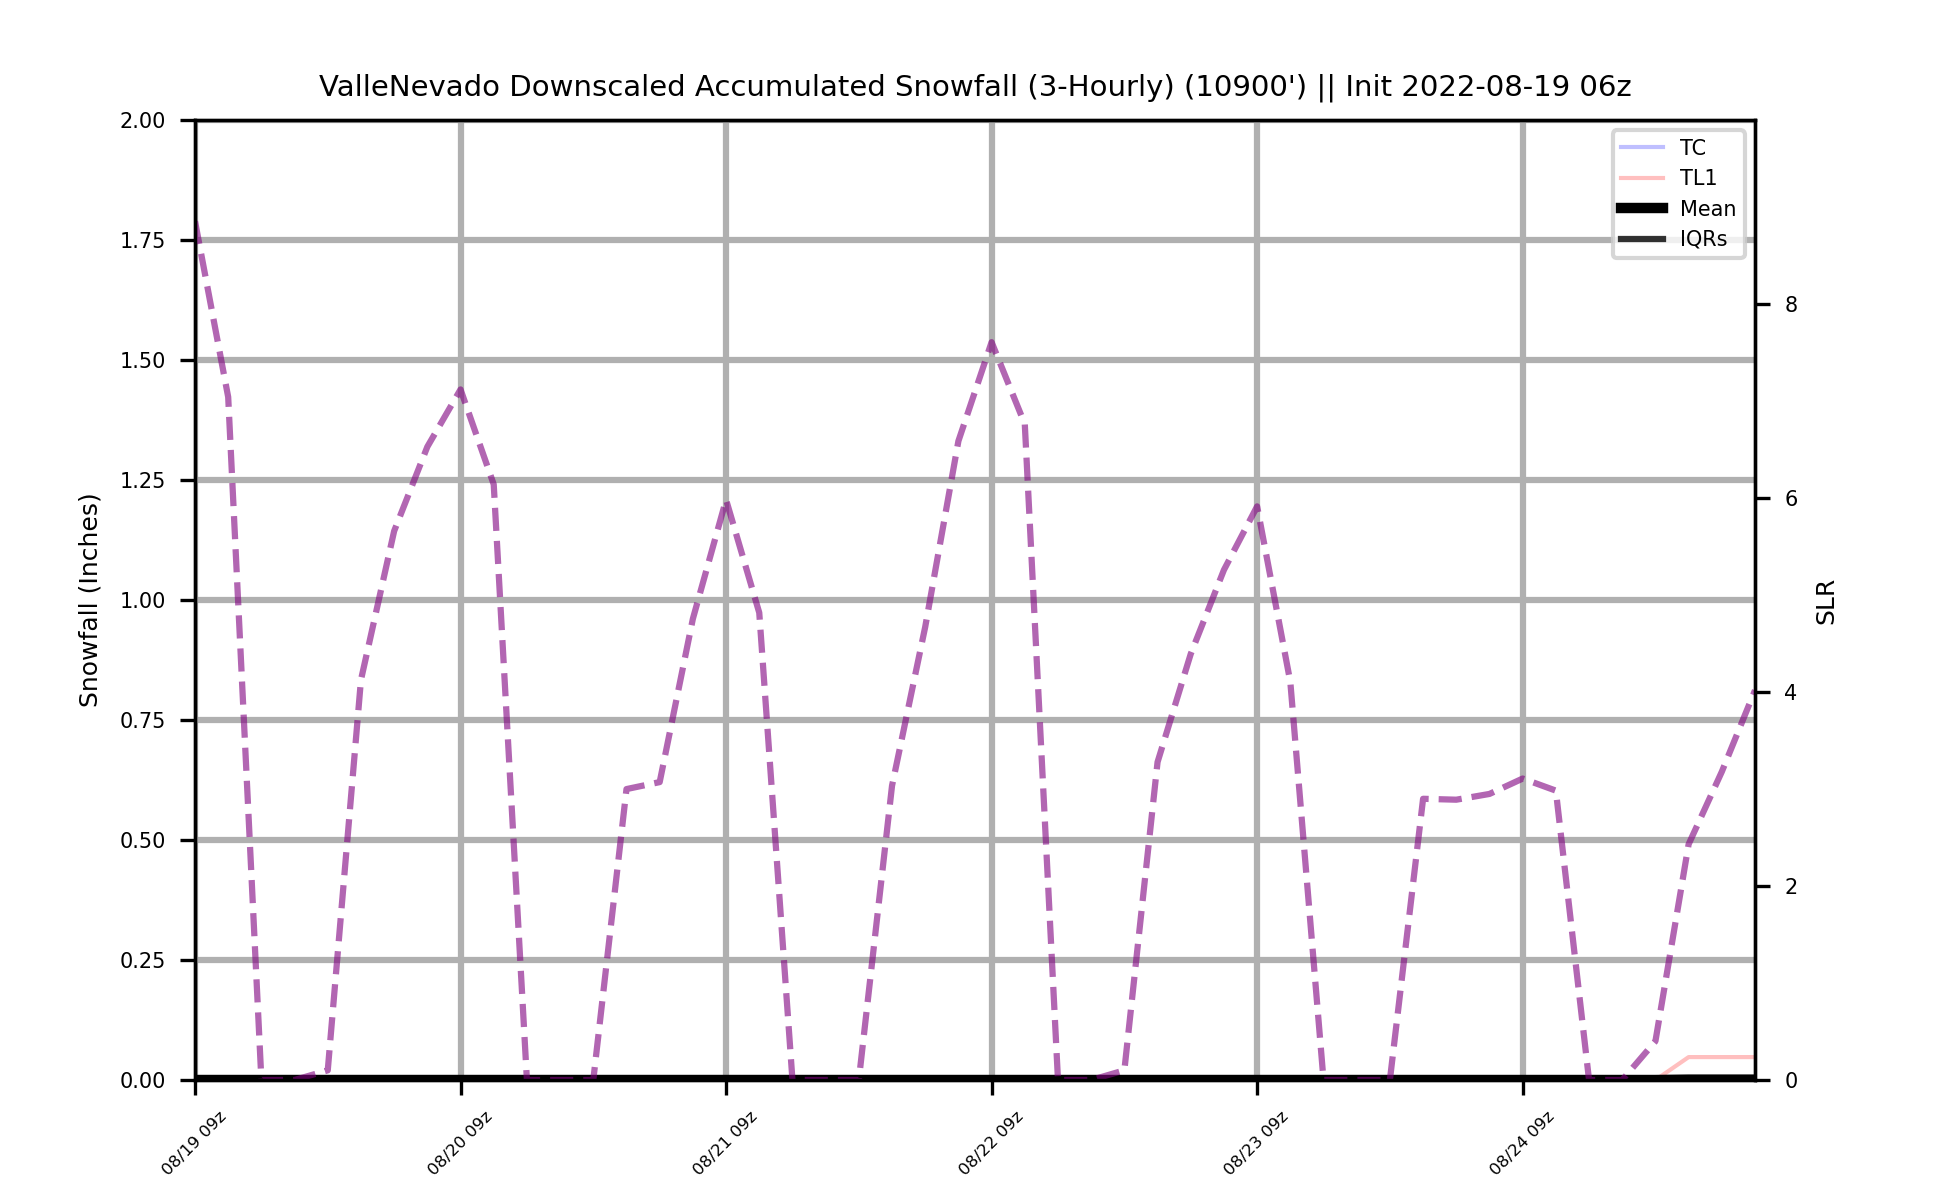 ValleNevado Downscaled Accumulated Snowfall (3-Hourly) (10900') || Init 2022-08-19 06z
TC
TL1
Mean
IQRs
Snowfall (Inches)
2.00
1.75
1.50
1.25
1.00
0.75
0.50
0.25
0.00
8
6
4
2
0
SLR
08/19 09z
08/20 09z
08/21 09z
08/22 09z
08/23 09z
08/24 09z